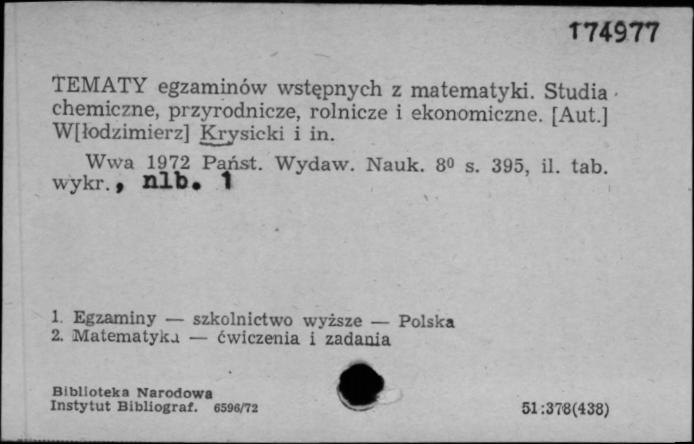 174977
TEMATY egzaminów wstępnych z matematyki. Studia
chemiczne, przyrodnicze, rolnicze i ekonomiczne. [Aut.]
W[łodzimierz] Krysicki i in.
Wwa 1972 Państ. Wydaw. Nauk. 8⁰ s. 395, il. tab.
wykr., nlb. 1
1. Egzaminy — szkolnictwo wyższe — Polska
2. Matematyka — ćwiczenia i zadania
Biblioteka Narodowa
Instytut Bibliograf. 6596/72
51:378(438)